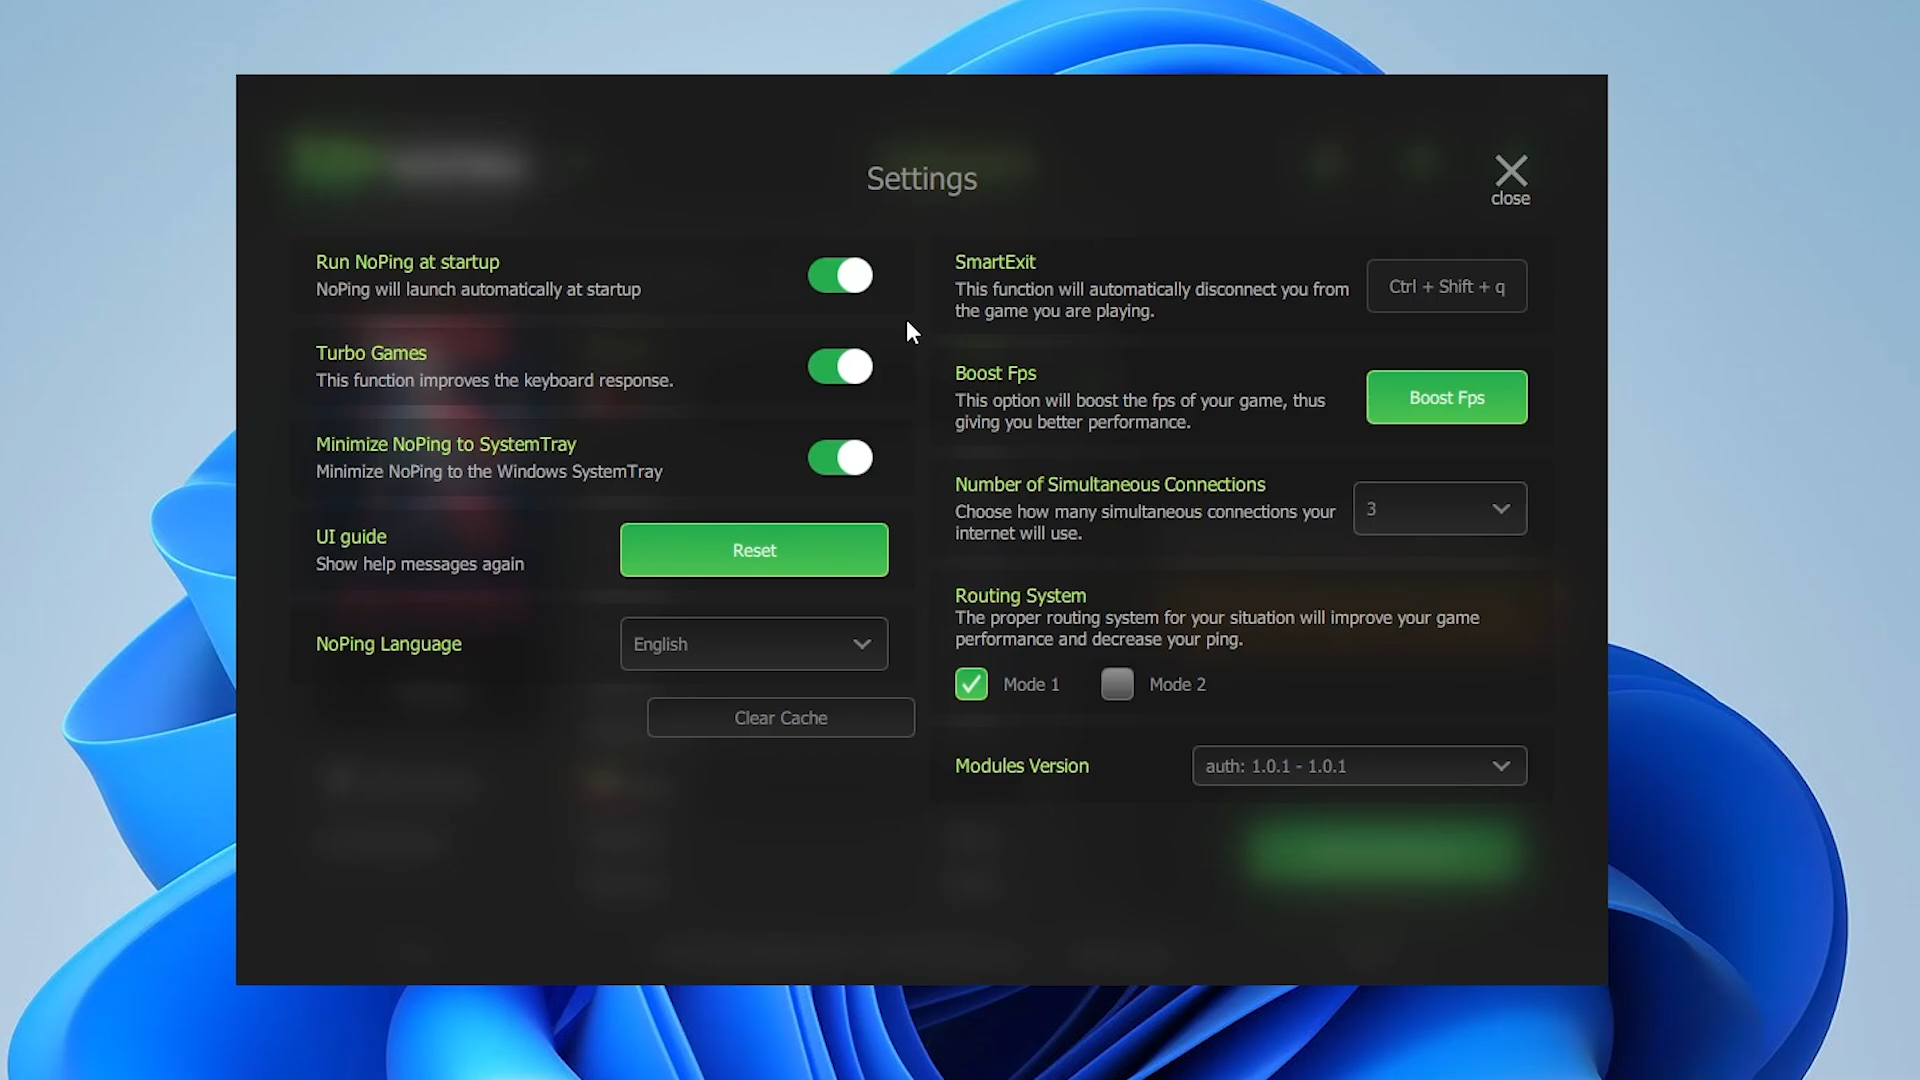 Settings
close
Run NoPing at startup
NoPing will launch automatically at startup
Turbo Games
This function improves the keyboard response.
Minimize NoPing to SystemTray
Minimize NoPing to the Windows SystemTray
UI guide
Show help messages again
Reset
NoPing Language
English
Clear Cache
SmartExit
This function will automatically disconnect you from
the game you are playing.
Ctrl + Shift + q
Boost Fps
This option will boost the fps of your game, thus
giving you better performance.
Boost Fps
Number of Simultaneous Connections
Choose how many simultaneous connections your
internet will use.
3
Routing System
The proper routing system for your situation will improve your game
performance and decrease your ping.
Mode 1
Mode 2
Modules Version
auth: 1.0.1 - 1.0.1